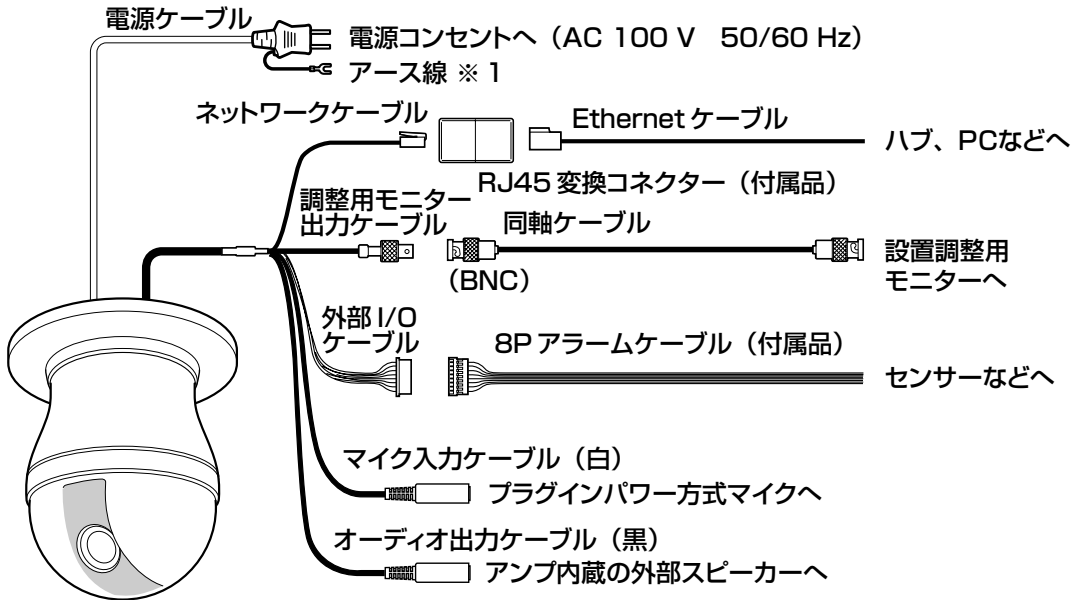 電源ケーブル
電源コンセントへ（AC 100 V　50/60 Hz）
アース線 ※ 1
ネットワークケーブル
Ethernet ケーブル
ハブ、PCなどへ
RJ45 変換コネクター（付属品）
調整用モニター
出力ケーブル
同軸ケーブル
（BNC）
設置調整用
モニターへ
外部 I/O
ケーブル
8P アラームケーブル（付属品）
センサーなどへ
マイク入力ケーブル（白）
プラグインパワー方式マイクへ
オーディオ出力ケーブル（黒）
アンプ内蔵の外部スピーカーへ